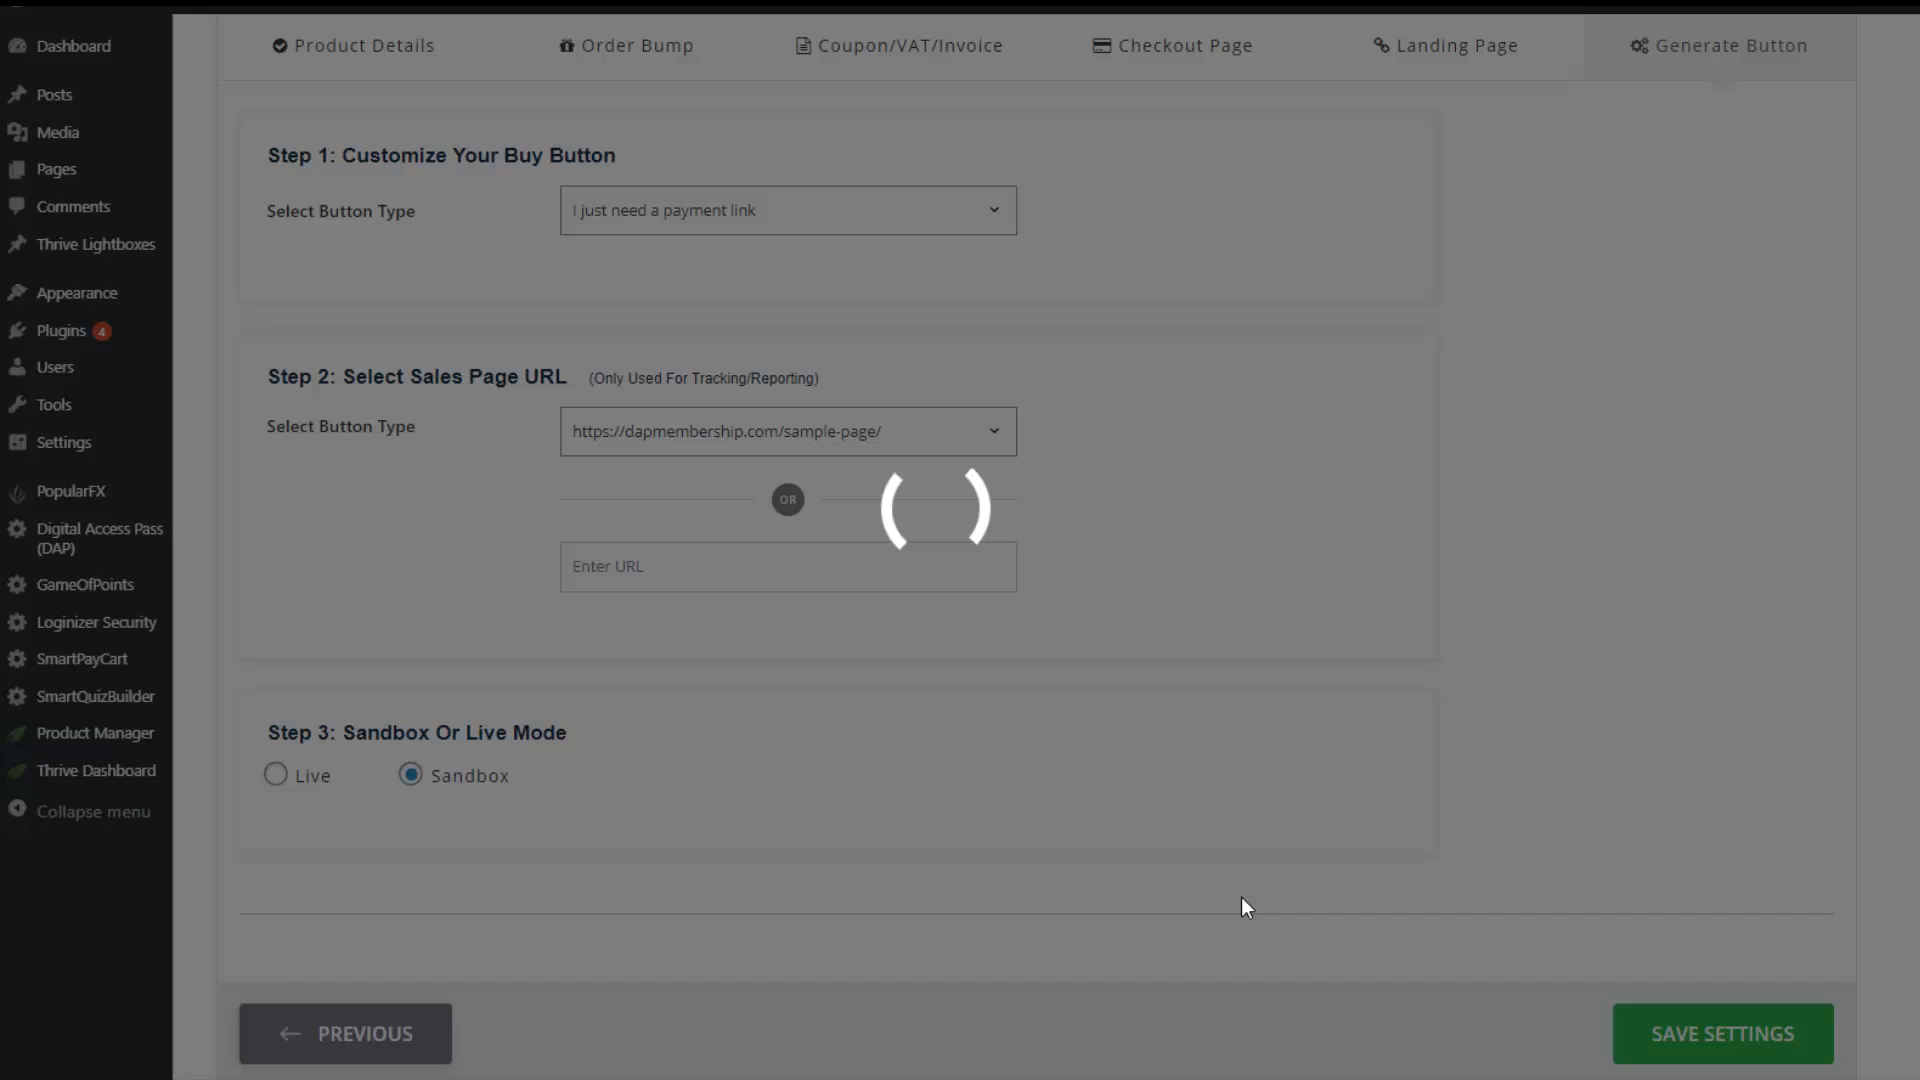 Dashboard
Posts
Media
Pages
Comments
Thrive Lightboxes
Appearance
Plugins 4
Users
Tools
Settings
PopularFX
Digital Access Pass
(DAP)
GameOfPoints
Loginizer Security
SmartPayCart
SmartQuizBuilder
Product Manager
Thrive Dashboard
Collapse menu
Product Details
Order Bump
Coupon/VAT/Invoice
Checkout Page
Landing Page
Generate Button
Step 1: Customize Your Buy Button
Select Button Type
I just need a payment link
Step 2: Select Sales Page URL (Only Used For Tracking/Reporting)
Select Button Type
https://dapmembership.com/sample-page/
OR
Enter URL
Step 3: Sandbox Or Live Mode
Live
Sandbox
PREVIOUS
SAVE SETTINGS